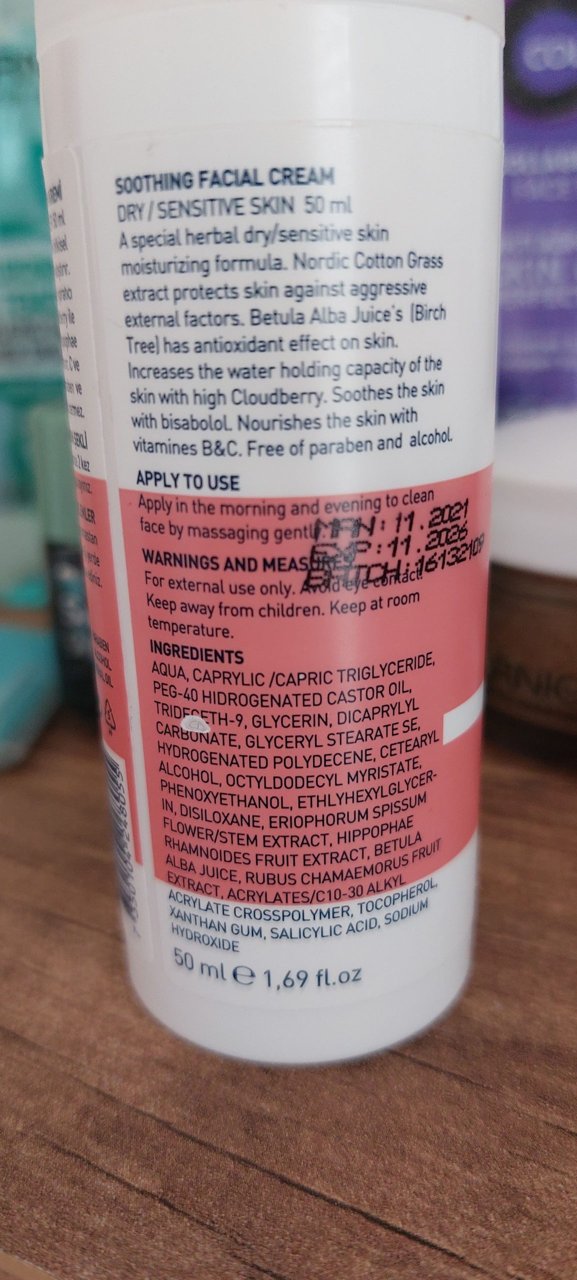 SOOTHING FACIAL CREAM
DRY / SENSITIVE SKIN 50 ml
A special herbal dry/sensitive skin
moisturizing formula. Nordic Cotton Grass
extract protects skin against aggressive
external factors. Betula Alba Juice's (Birch
Tree) has antioxidant effect on skin.
Increases the water holding capacity of the
skin with high Cloudberry. Soothes the skin
with bisabolol. Nourishes the skin with
vitamines B&C. Free of paraben and alcohol.
APPLY TO USE
Apply in the morning and evening to clean
face by massaging gently
MAN: 11.2021
EXP: 11.2026
BATCH: 16132109
WARNINGS AND MEASURES
For external use only. Avoid eye contact.
Keep away from children. Keep at room
temperature.
INGREDIENTS
AQUA, CAPRYLIC /CAPRIC TRIGLYCERIDE,
PEG-40 HIDROGENATED CASTOR OIL,
TRIDECETH-9, GLYCERIN, DICAPRYLYL
CARBONATE, GLYCERYL STEARATE SE,
HYDROGENATED POLYDECENE, CETEARYL
ALCOHOL, OCTYLDODECYL MYRISTATE,
PHENOXYETHANOL, ETHLYHEXYLGLYCER-
IN, DISILOXANE, ERIOPHORUM SPISSUM
FLOWER/STEM EXTRACT, HIPPOPHAE
RHAMNOIDES FRUIT EXTRACT, BETULA
ALBA JUICE, RUBUS CHAMAEMORUS FRUIT
EXTRACT, ACRYLATES/C10-30 ALKYL
ACRYLATE CROSSPOLYMER, TOCOPHEROL,
XANTHAN GUM, SALICYLIC ACID, SODIUM
HYDROXIDE
50 ml ℮ 1,69 fl.oz